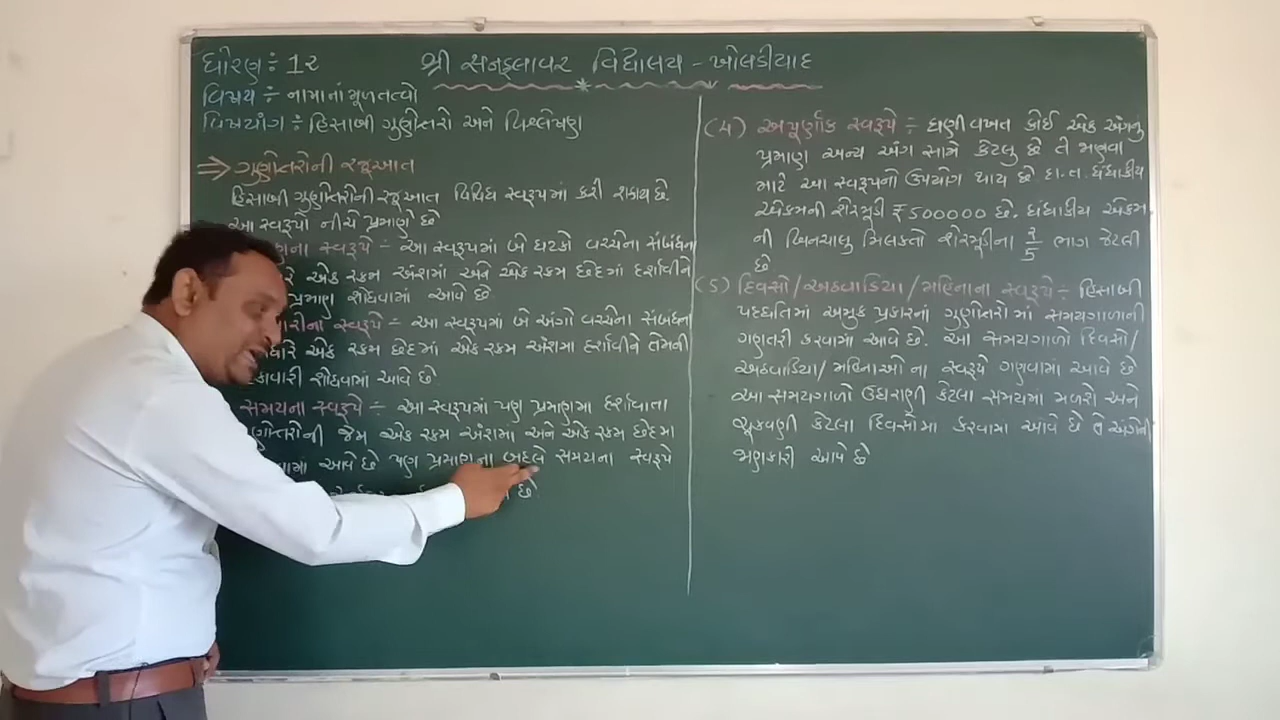 ધોરણ ÷ 1૨
શ્રી સનફ્લાવર વિદ્યાલય - ખોલડીયાદ
વિષય ÷ નામાનાં મૂળતત્વો
વિષયાંગ ÷ હિસાબી ગુણોત્તરો અને વિશ્લેષણ
⇒ ગુણોત્તરોની રજૂઆત
હિસાબી ગુણોત્તરોની રજૂઆત વિવિધ સ્વરૂપમાં કરી શકાય છે.
આ સ્વરૂપો નીચે પ્રમાણે છે
સ્વરૂપે ÷ આ સ્વરૂપમાં બે ઘટકો વચ્ચેના સંબંધના
એક રકમ અંશમાં અને એક રકમ છેદમાં દર્શાવીને
પ્રમાણ શોધવામાં આવે છે
સ્વરૂપે ÷ આ સ્વરૂપમાં બે અંગો વચ્ચેના સંબંધના
એક રકમ છેદમાં એક રકમ અંશમા દર્શાવીને તેમની
શોધવામાં આવે છે
સમયના સ્વરૂપે ÷ આ સ્વરૂપમાં પણ પ્રમાણમાં દર્શાવાતા
જેમ એક રકમ અંશમા અને એક રકમ છેદમા
આવે છે પણ પ્રમાણના બદલે સમયના સ્વરૂપે
છે.
(4) અપૂર્ણાંક સ્વરૂપે ÷ ઘણી વખત કોઈ એક અંગનુ
પ્રમાણ અન્ય અંગ સામે કેટલુ છે તે જાણવા
માટે આ સ્વરૂપનો ઉપયોગ થાય છે દા.ત. ધંધાકીય
એકમની શેરમૂડી ₹ 500000 છે. ધંધાકીય એકમ
ની બિનચાલુ મિલકતો શેરમૂડીના ૨/5 ભાગ જેટલી
છે
(5) દિવસો/અઠવાડિયા/મહિનાના સ્વરૂપે ÷ હિસાબી
પદ્ધતિમાં અમુક પ્રકારનાં ગુણોત્તરોમાં સમયગાળાની
ગણતરી કરવામાં આવે છે. આ સમયગાળો દિવસો/
અઠવાડિયા/મહિનાઓ ના સ્વરૂપે ગણવામાં આવે છે
આ સમયગાળો ઉઘરાણી કેટલા સમયમાં મળશે અને
ચૂકવણી કેટલા દિવસોમા કરવામાં આવે છે તે અંગેની
જાણકારી આપે છે